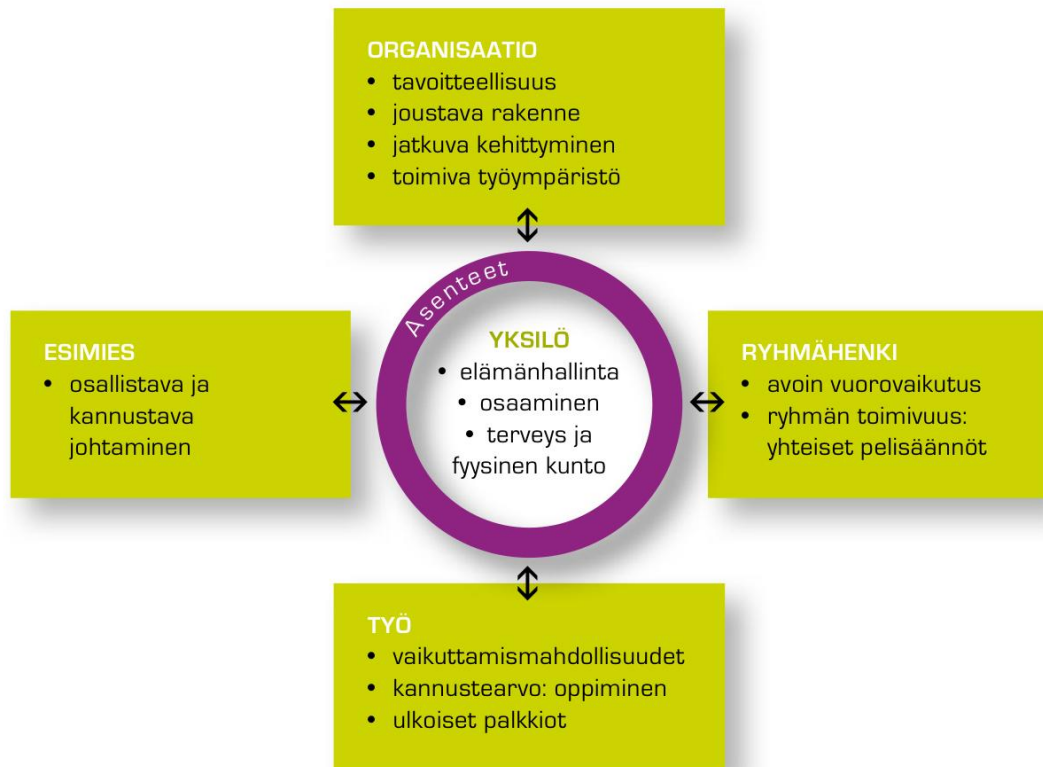 ORGANISAATIO
• tavoitteellisuus
• joustava rakenne
• jatkuva kehittyminen
• toimiva työympäristö
Asenteet
ESIMIES
• osallistava ja
kannustava
johtaminen
YKSILÖ
• elämänhallinta
• osaaminen
• terveys ja
fyysinen kunto
RYHMÄHENKI
• avoin vuorovaikutus
• ryhmän toimivuus:
yhteiset pelisäännöt
TYÖ
• vaikuttamismahdollisuudet
• kannustearvo: oppiminen
• ulkoiset palkkiot